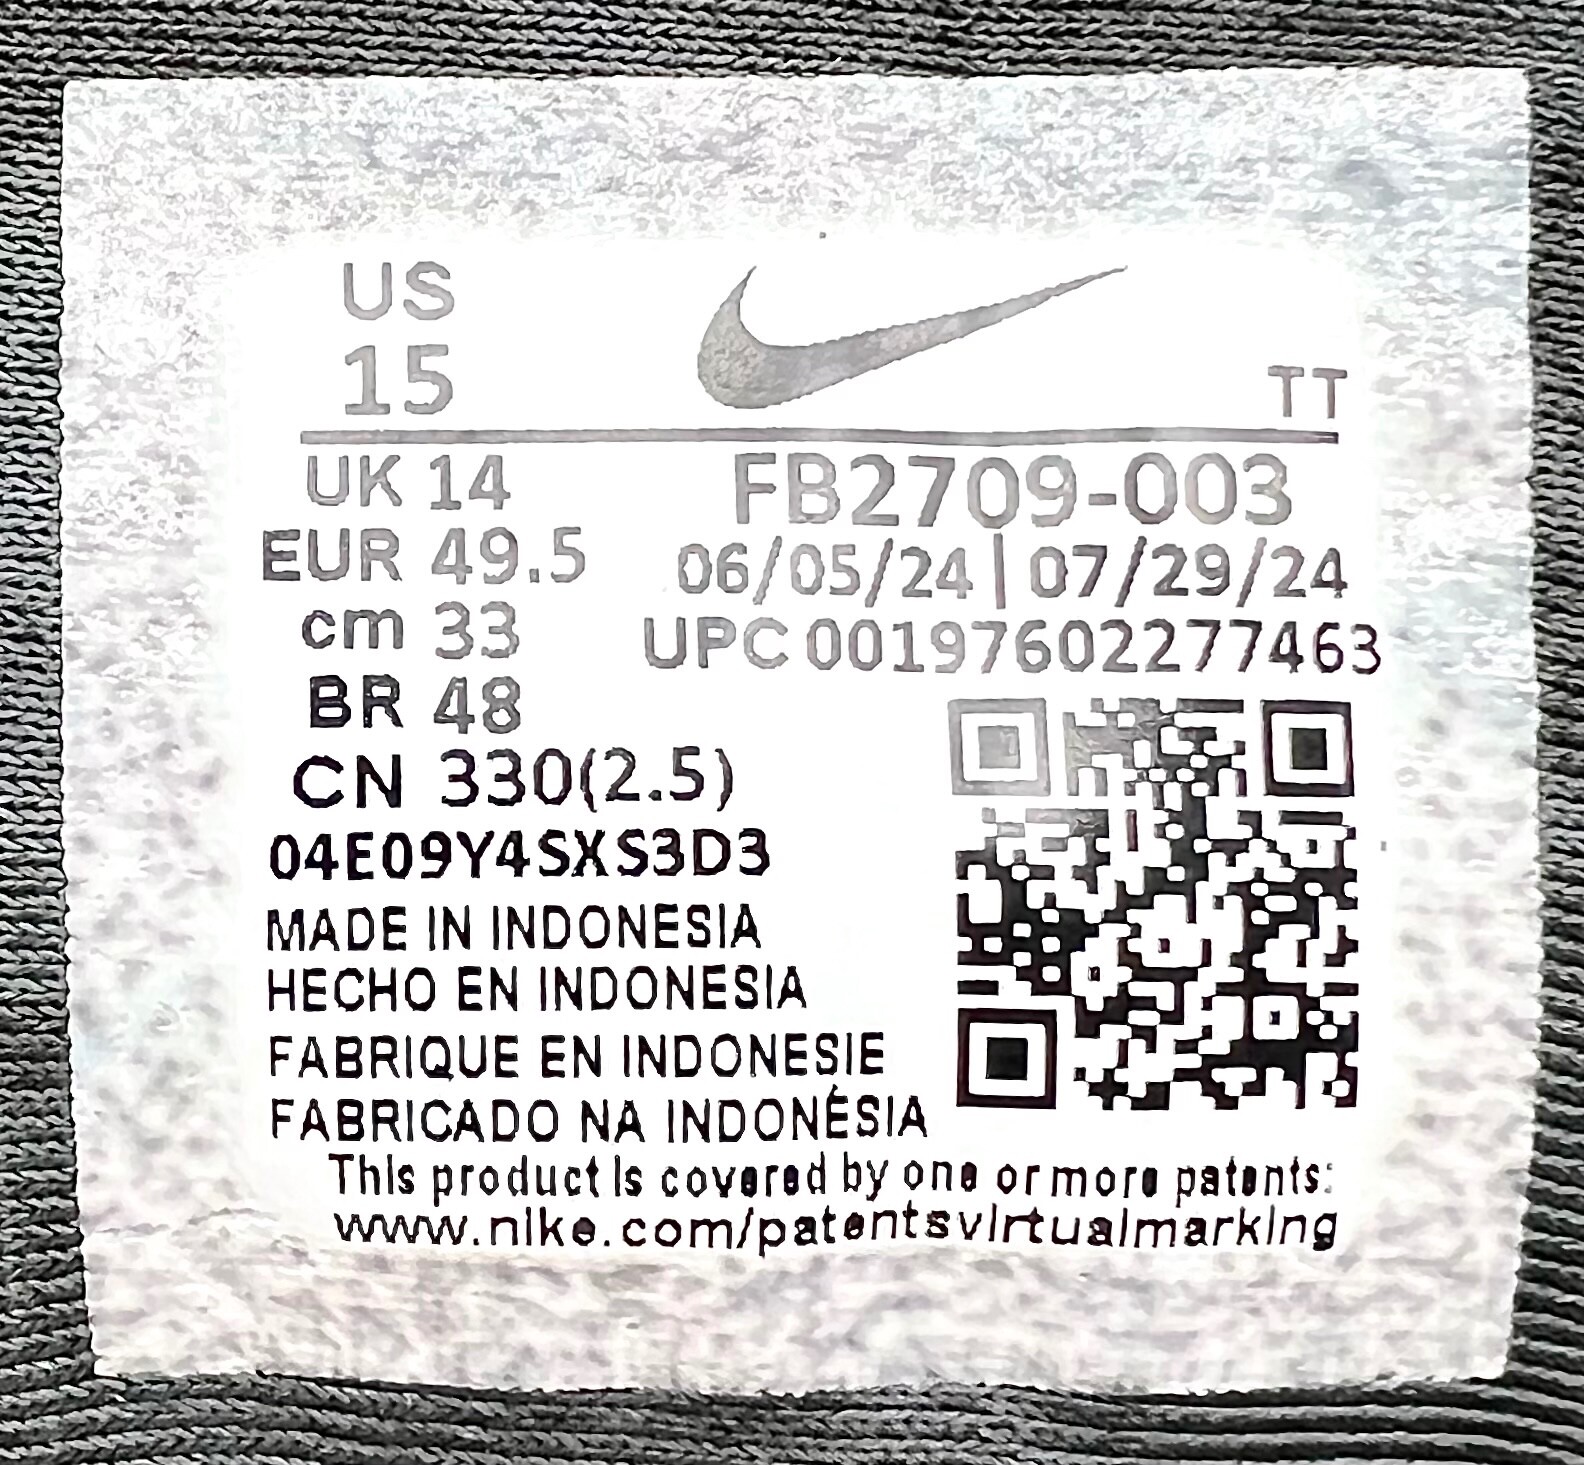 US
15
TT
UK 14
EUR 49.5
cm 33
BR 48
CN 330(2.5)
FB2709-003
06/05/24 | 07/29/24
UPC 00197602277463
04E09Y4SXS3D3
MADE IN INDONESIA
HECHO EN INDONESIA
FABRIQUE EN INDONESIE
FABRICADO NA INDONÉSIA
This product is covered by one or more patents:
www.nike.com/patentsvirtualmarking